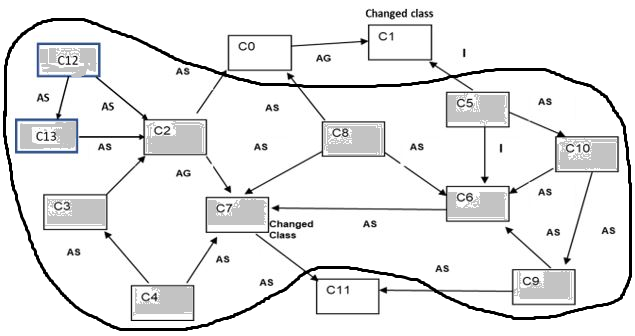 Changed class
C0
C1
AG
I
C12
AS
AS
AS
C13
AS
C2
AS
AS
C8
AS
C5
AS
I
C10
AG
C3
C7
Changed
Class
AS
C6
AS
AS
AS
AS
AS
C4
AS
C11
AS
C9